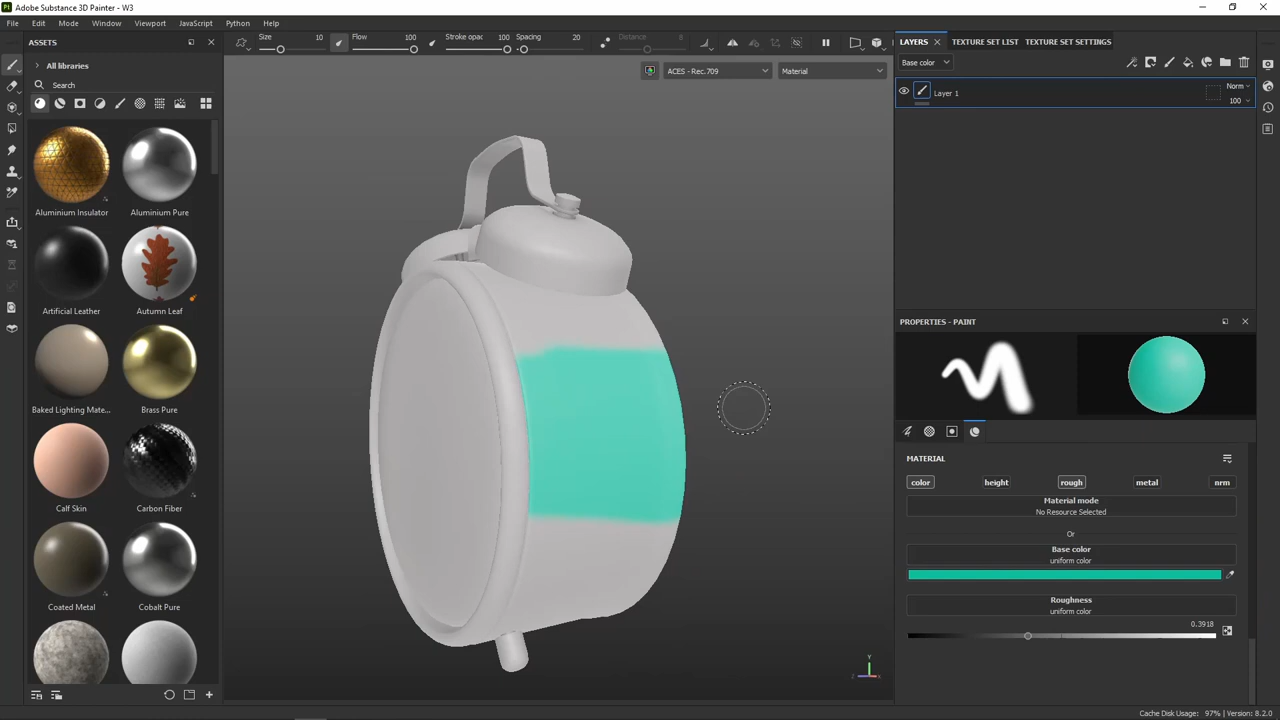 Pt Adobe Substance 3D Painter - W3
File Edit Mode Window Viewport JavaScript Python Help
ASSETS
All libraries
Search
Aluminium Insulator
Aluminium Pure
Artificial Leather
Autumn Leaf
Baked Lighting Mate...
Brass Pure
Calf Skin
Carbon Fiber
Coated Metal
Cobalt Pure
Size 10
Flow 100
Stroke opac 100
Spacing 20
Distance 8
ACES - Rec.709
Material
Y
Z X
LAYERS
TEXTURE SET LIST
TEXTURE SET SETTINGS
Base color
Layer 1
Norm
100
PROPERTIES - PAINT
MATERIAL
color height rough metal nrm
Material mode
No Resource Selected
Or
Base color
uniform color
Roughness
uniform color
0.3918
Cache Disk Usage: 97% | Version: 8.2.0